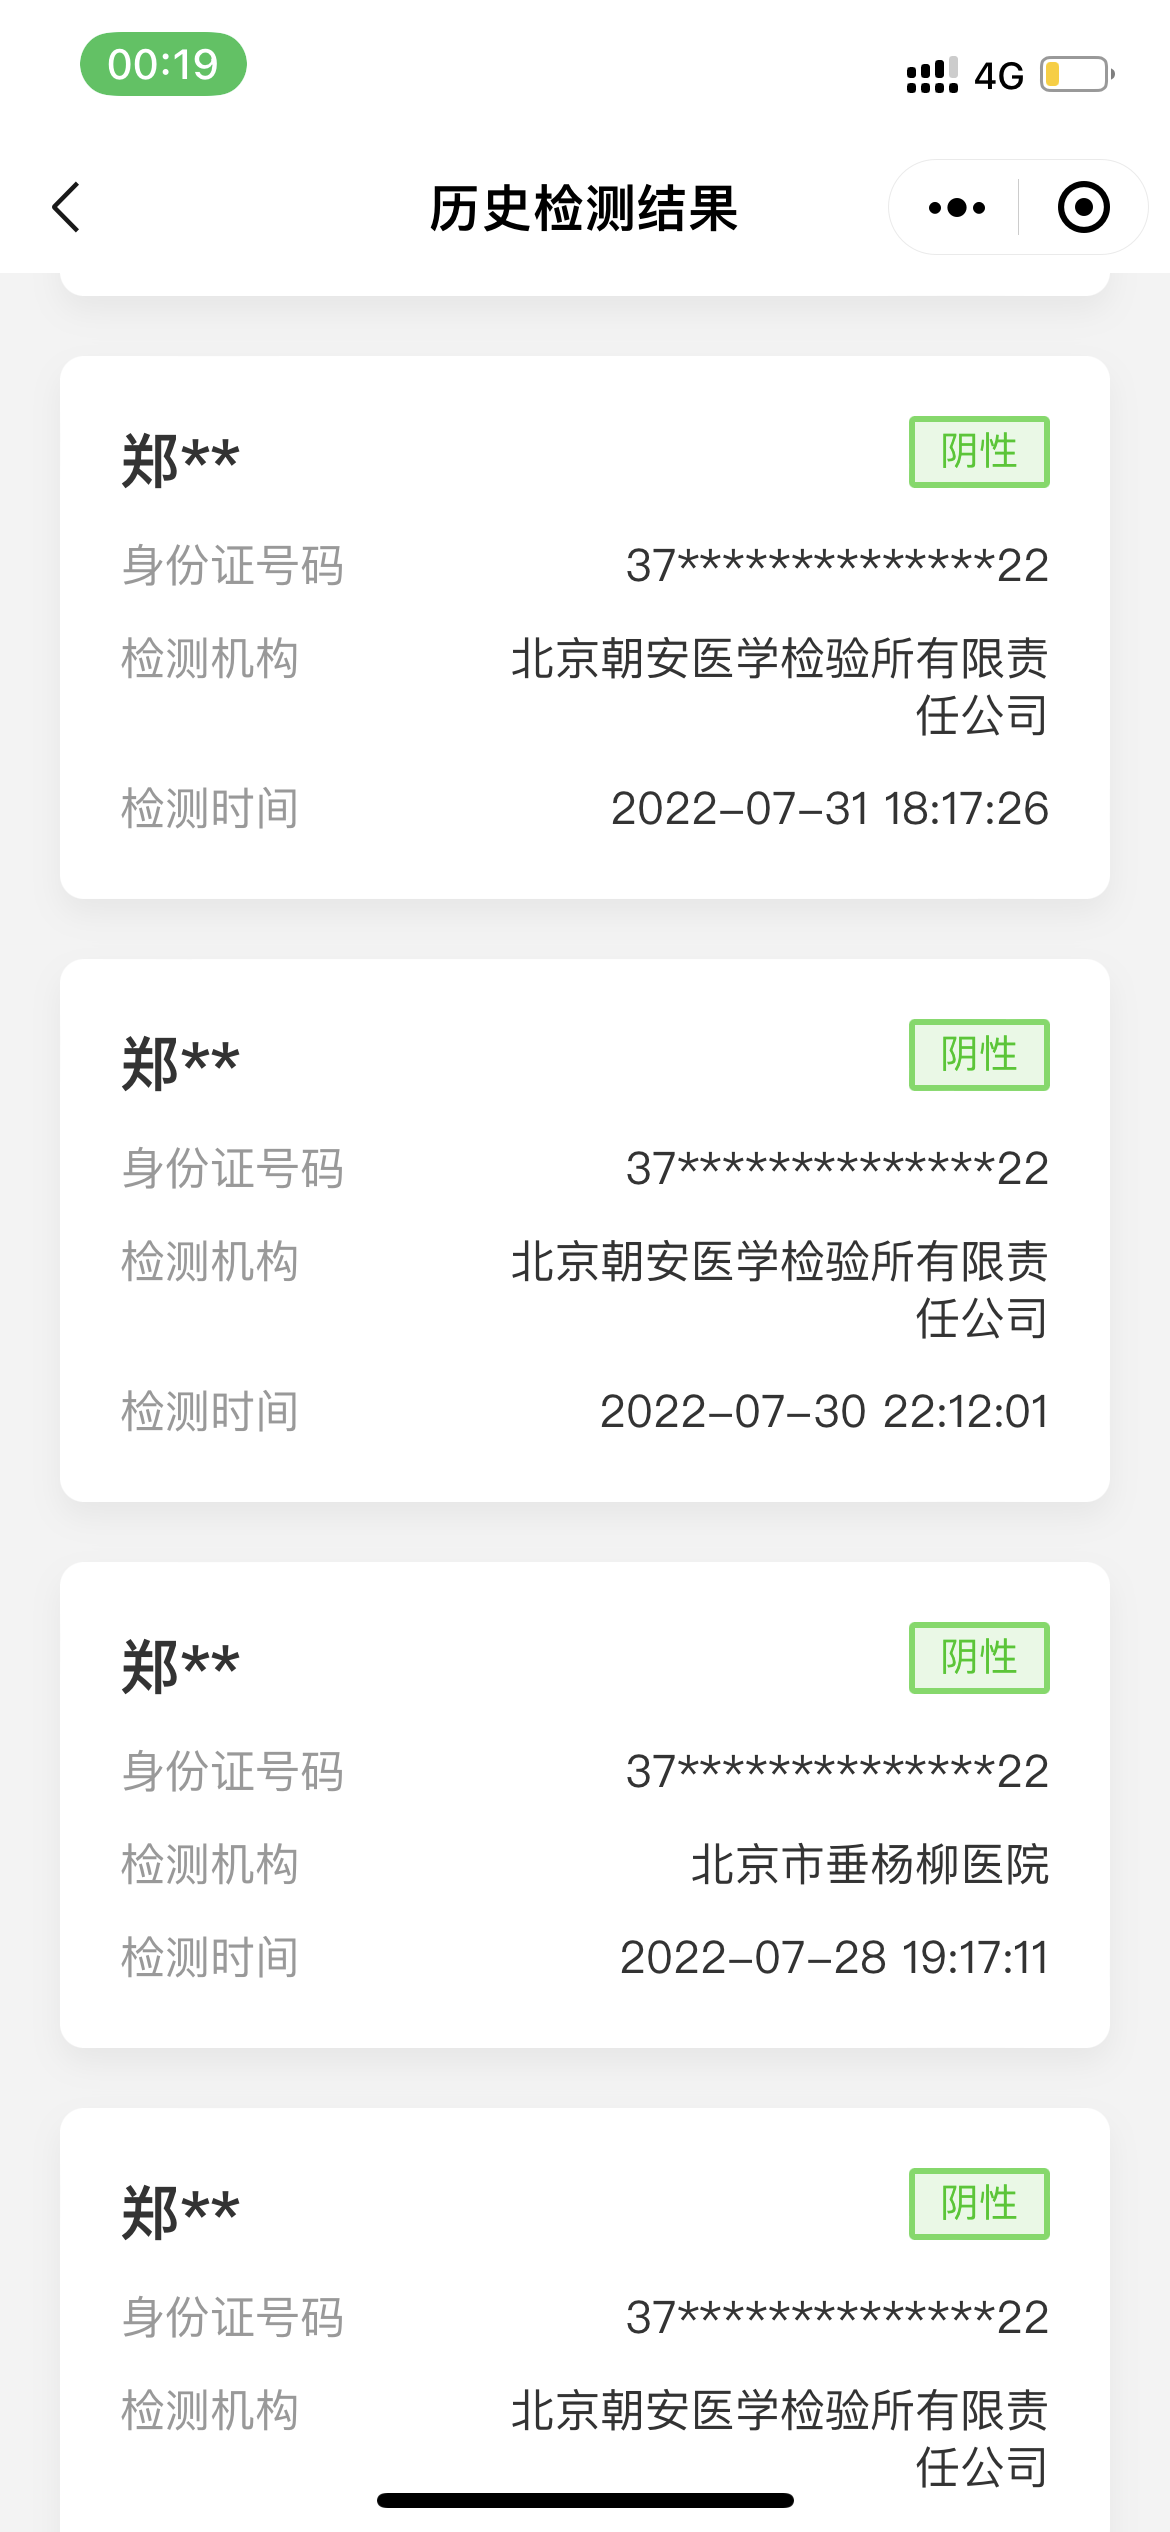 00:19
4G
历史检测结果
郑**
阴性
身份证号码
37**************22
检测机构
北京朝安医学检验所有限责
任公司
检测时间
2022-07-31 18:17:26
郑**
阴性
身份证号码
37**************22
检测机构
北京朝安医学检验所有限责
任公司
检测时间
2022-07-30 22:12:01
郑**
阴性
身份证号码
37**************22
检测机构
北京市垂杨柳医院
检测时间
2022-07-28 19:17:11
郑**
阴性
身份证号码
37**************22
检测机构
北京朝安医学检验所有限责
任公司